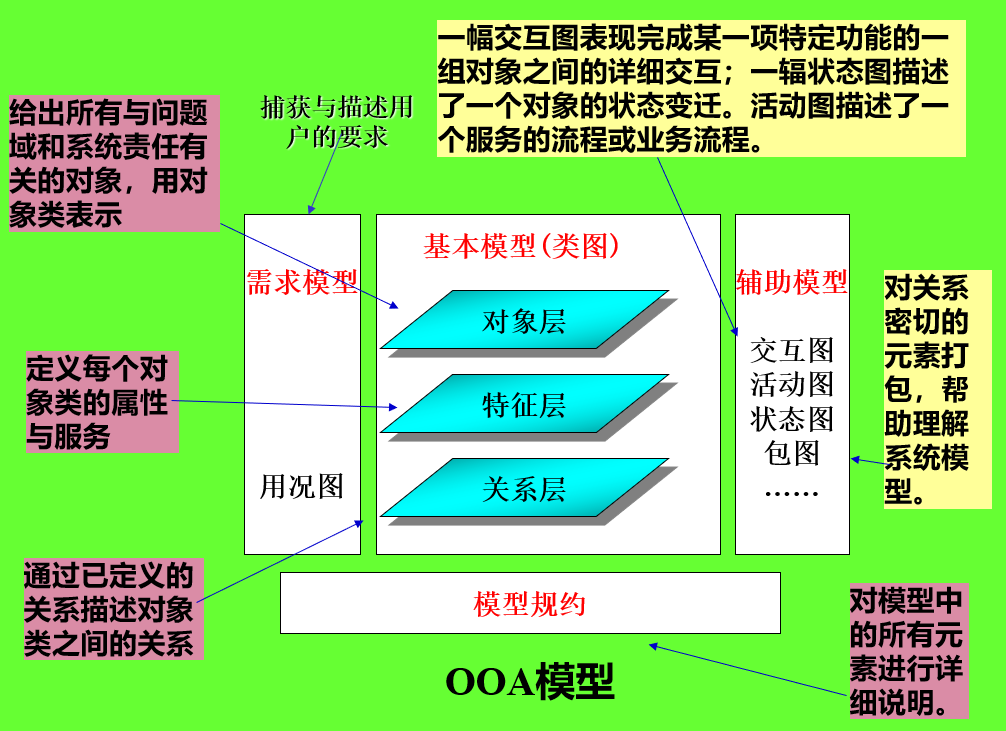 一幅交互图表现完成某一项特定功能的一
组对象之间的详细交互；一辐状态图描述
了一个对象的状态变迁。活动图描述了一
个服务的流程或业务流程。
捕获与描述用
户的要求
给出所有与问题
域和系统责任有
关的对象，用对
象类表示
需求模型
用况图
基本模型(类图)
对象层
特征层
关系层
辅助模型
交互图
活动图
状态图
包图
……
对关系
密切的
元素打
包，帮
助理解
系统模
型。
定义每个对
象类的属性
与服务
通过已定义的
关系描述对象
类之间的关系
模型规约
对模型中
的所有元
素进行详
细说明。
OOA模型